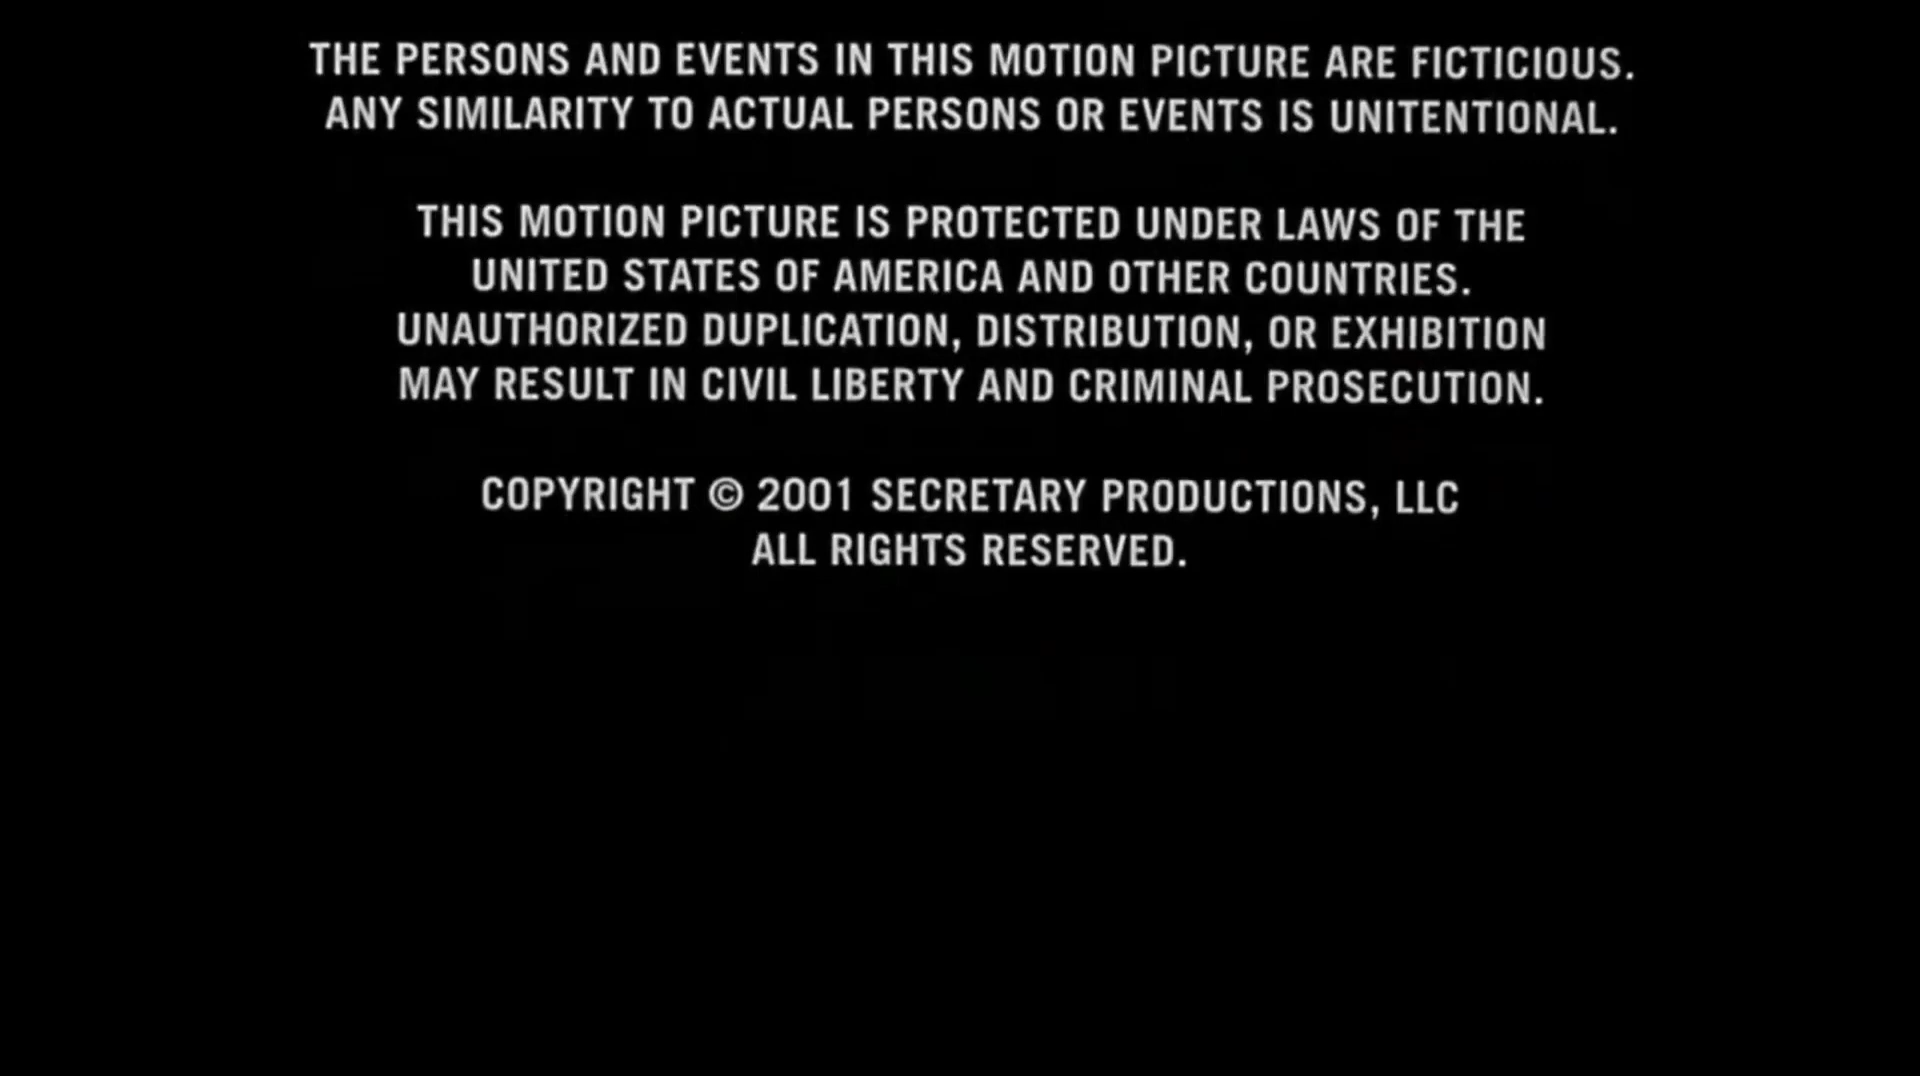 THE PERSONS AND EVENTS IN THIS MOTION PICTURE ARE FICTICIOUS.
ANY SIMILARITY TO ACTUAL PERSONS OR EVENTS IS UNITENTIONAL.
THIS MOTION PICTURE IS PROTECTED UNDER LAWS OF THE
UNITED STATES OF AMERICA AND OTHER COUNTRIES.
UNAUTHORIZED DUPLICATION, DISTRIBUTION, OR EXHIBITION
MAY RESULT IN CIVIL LIBERTY AND CRIMINAL PROSECUTION.
COPYRIGHT © 2001 SECRETARY PRODUCTIONS, LLC
ALL RIGHTS RESERVED.